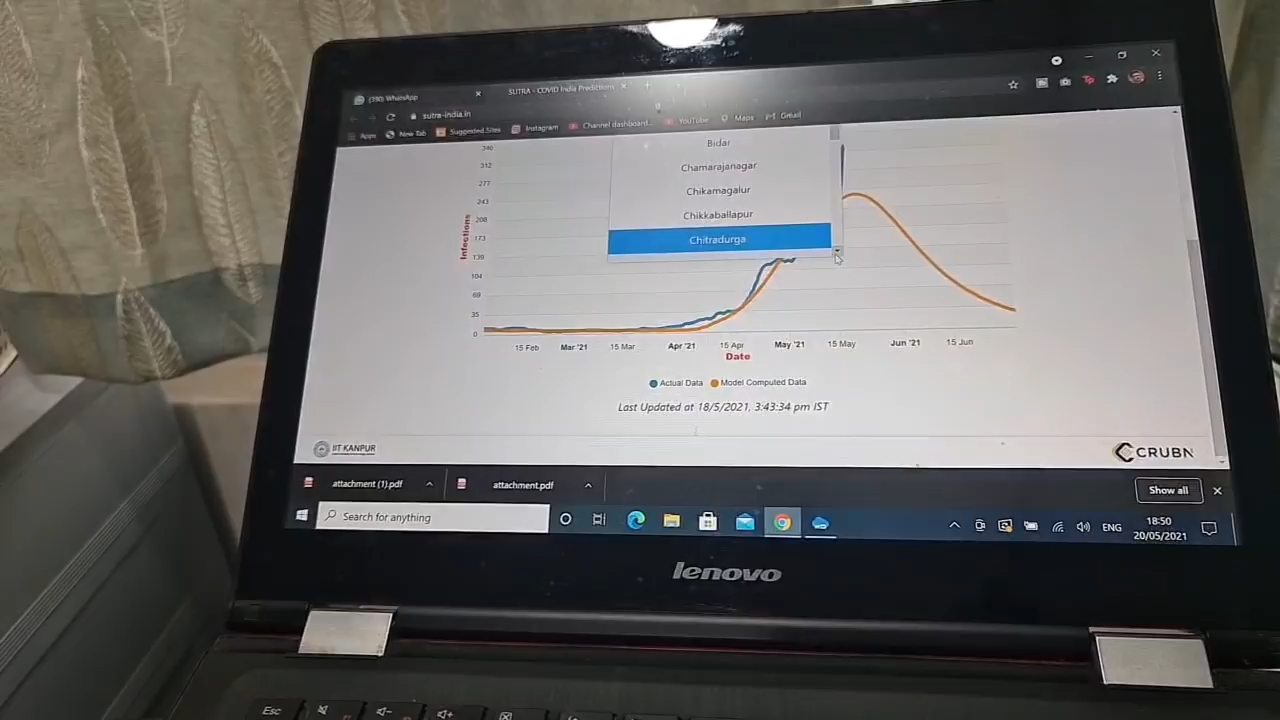 (390) WhatsApp
SUTRA - COVID India Predictions
sutra-india.in
Apps
New Tab
Suggested Sites
Instagram
Channel dashboard...
YouTube
Maps
Gmail
346
312
277
243
208
173
139
104
69
35
0
Infections
Bidar
Chamarajanagar
Chikamagalur
Chikkaballapur
Chitradurga
15 Feb
Mar '21
15 Mar
Apr '21
15 Apr
May '21
15 May
Jun '21
15 Jun
Date
Actual Data
Model Computed Data
Last Updated at 18/5/2021, 3:43:34 pm IST
IIT KANPUR
CRUBN
attachment (1).pdf
attachment.pdf
Show all
Search for anything
ENG
18:50
20/05/2021
lenovo
Esc